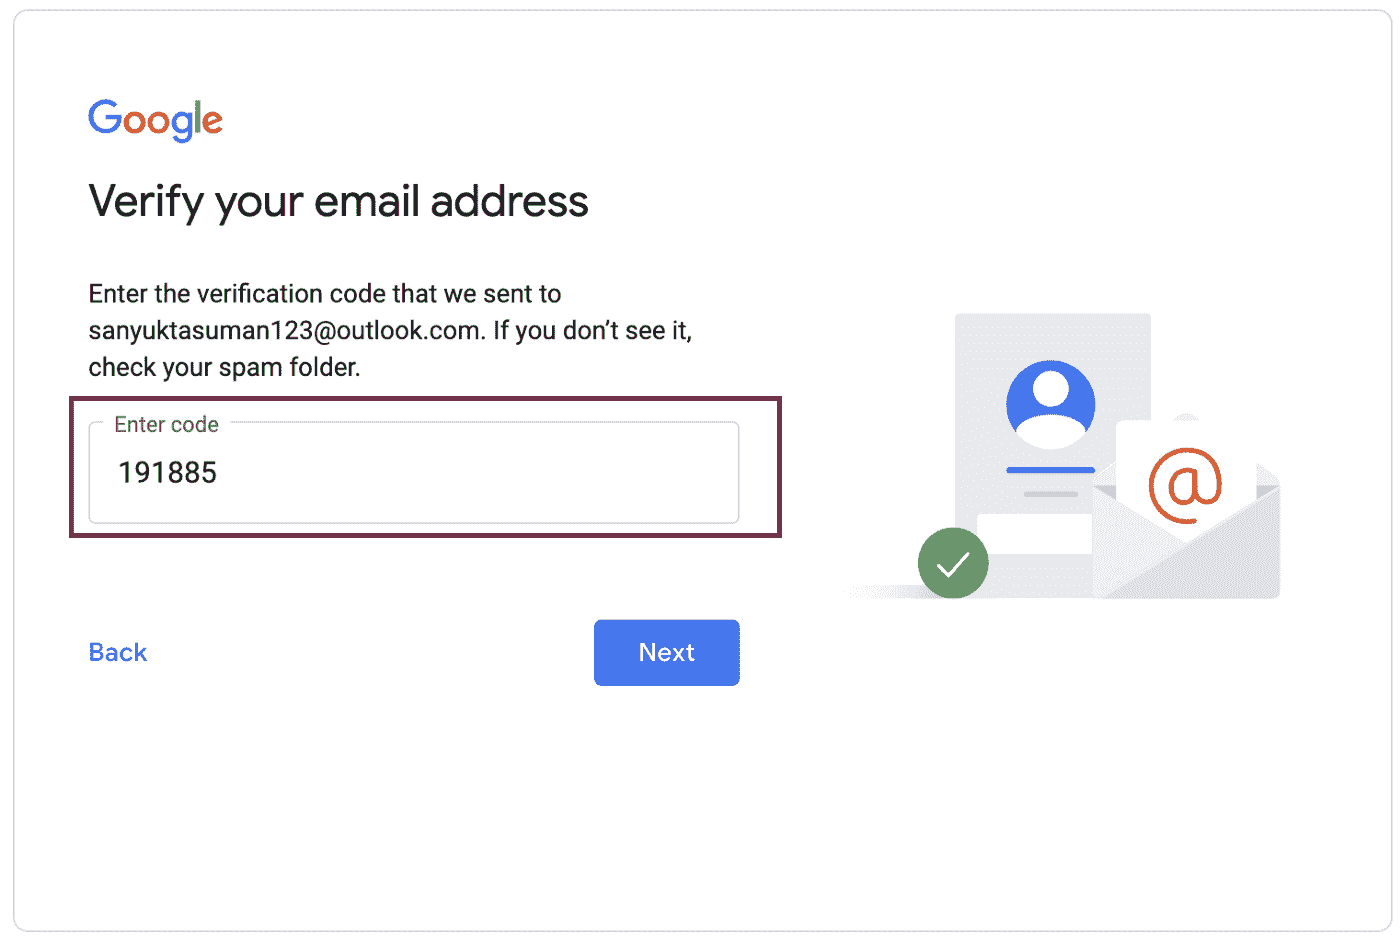 Google
Verify your email address
Enter the verification code that we sent to
sanyuktasuman123@outlook.com. If you don’t see it,
check your spam folder.
Enter code
191885
Back
Next
@